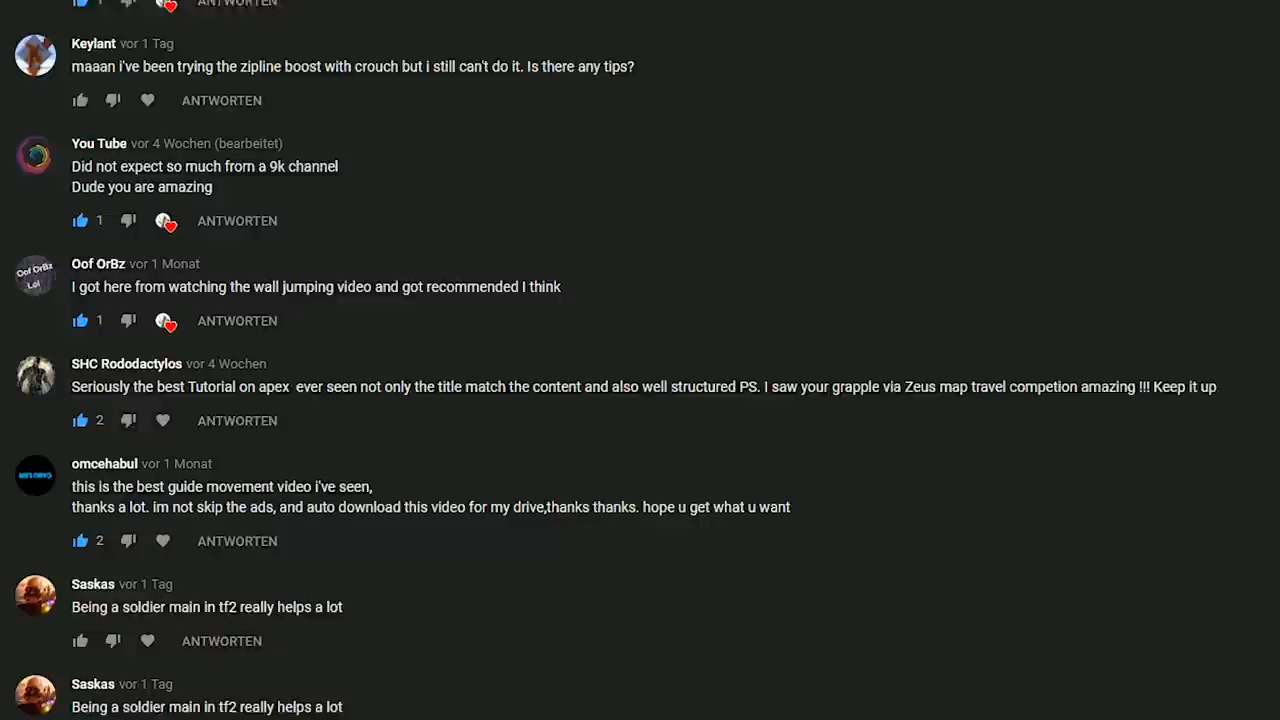 1 ANTWORTEN
Keylant vor 1 Tag
maaan i've been trying the zipline boost with crouch but i still can't do it. Is there any tips?
ANTWORTEN
You Tube vor 4 Wochen (bearbeitet)
Did not expect so much from a 9k channel
Dude you are amazing
1 ANTWORTEN
Oof OrBz
Lol
Oof OrBz vor 1 Monat
I got here from watching the wall jumping video and got recommended I think
1 ANTWORTEN
SHC Rododactylos vor 4 Wochen
Seriously the best Tutorial on apex ever seen not only the title match the content and also well structured PS. I saw your grapple via Zeus map travel competion amazing !!! Keep it up
2 ANTWORTEN
omcehabul vor 1 Monat
this is the best guide movement video i've seen,
thanks a lot. im not skip the ads, and auto download this video for my drive,thanks thanks. hope u get what u want
2 ANTWORTEN
Saskas vor 1 Tag
Being a soldier main in tf2 really helps a lot
ANTWORTEN
Saskas vor 1 Tag
Being a soldier main in tf2 really helps a lot